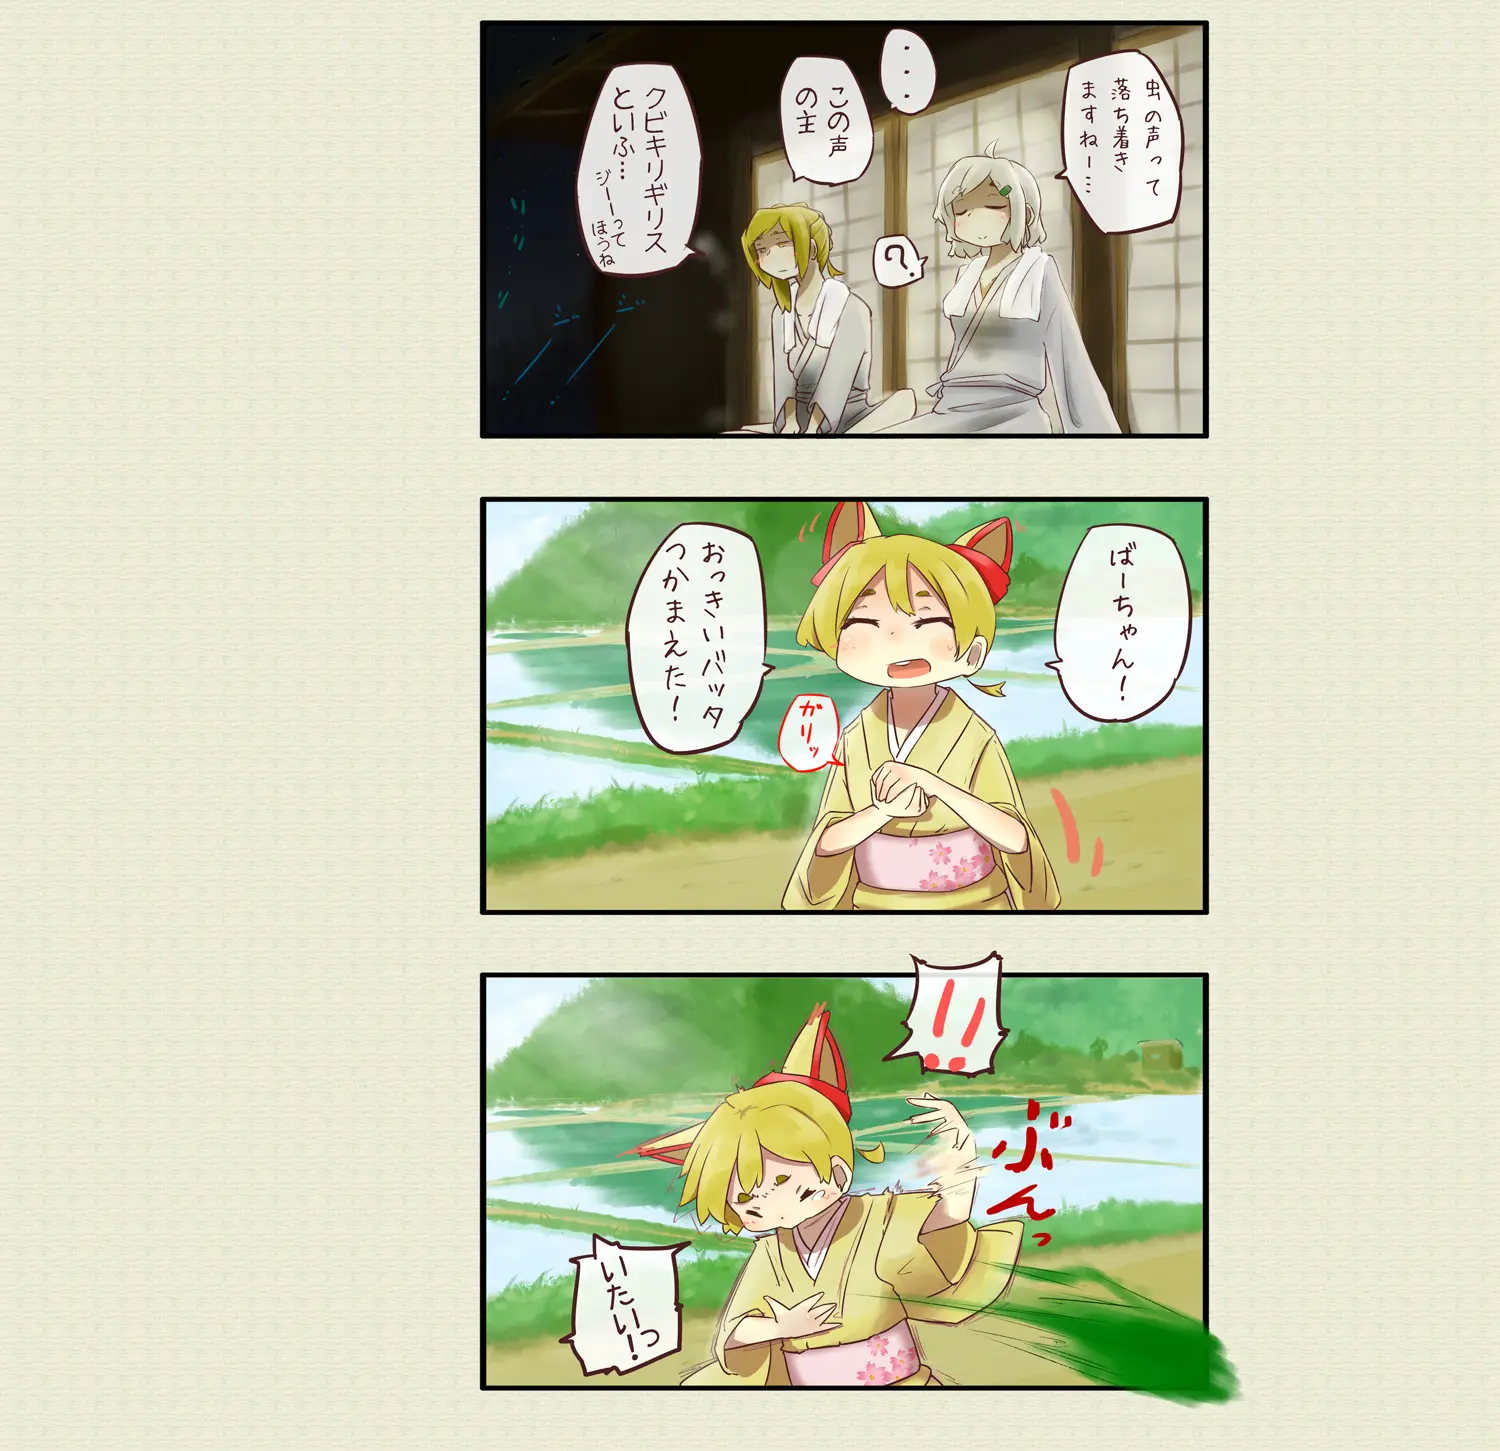 虫の声って
落ち着き
ますねー…
・・・
この声
の主
？
クビキリギリス
といふ…
ジーーって
ほうね
ジ゛
ジ゛
ばーちゃん！
おっきいバッタ
つかまえた！
ガリッ
!!
ぶんっ
いたいーっ！